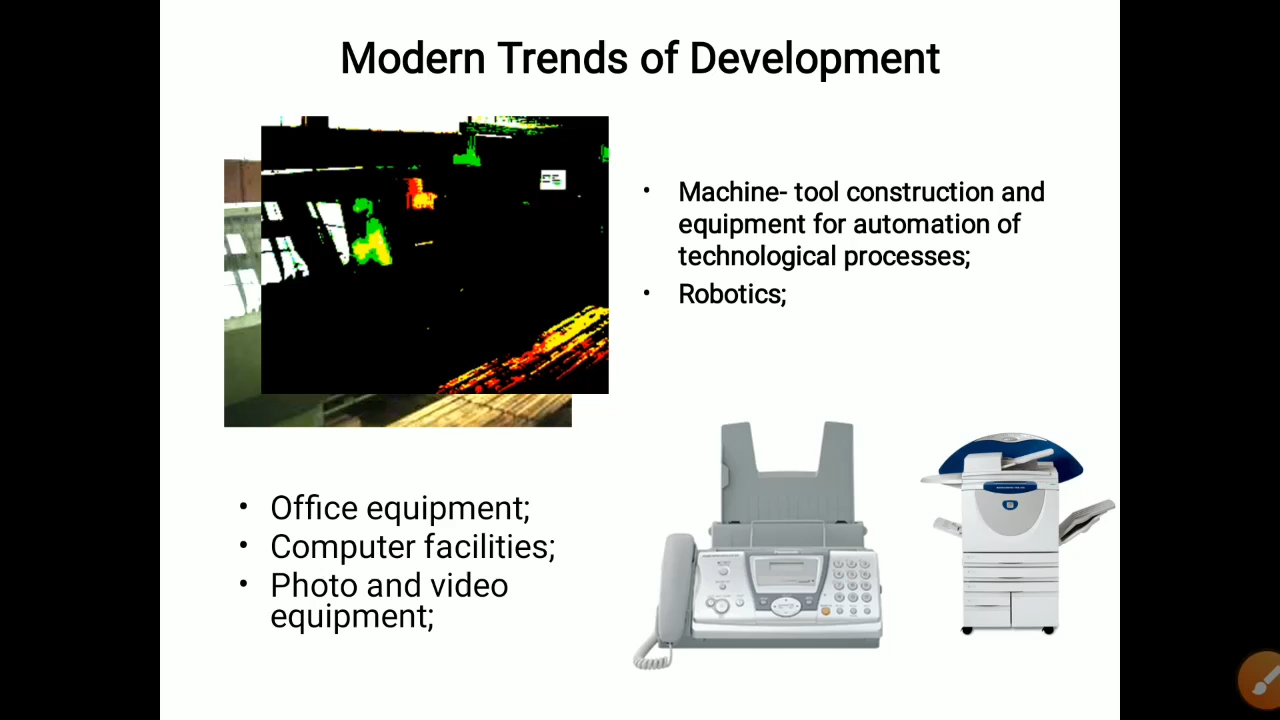 Modern Trends of Development
• Machine- tool construction and
equipment for automation of
technological processes;
• Robotics;
• Office equipment;
• Computer facilities;
• Photo and video
equipment;